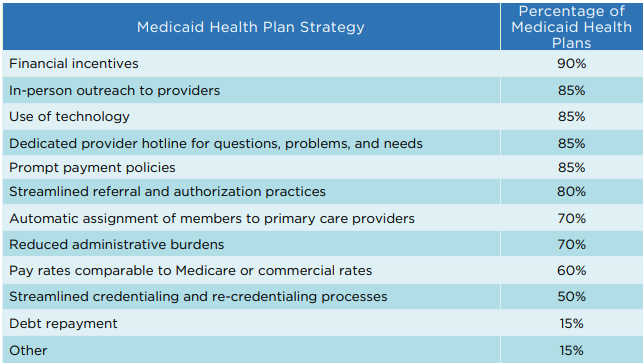 Medicaid Health Plan Strategy
Percentage of
Medicaid Health
Plans
Financial incentives 90%
In-person outreach to providers 85%
Use of technology 85%
Dedicated provider hotline for questions, problems, and needs 85%
Prompt payment policies 85%
Streamlined referral and authorization practices 80%
Automatic assignment of members to primary care providers 70%
Reduced administrative burdens 70%
Pay rates comparable to Medicare or commercial rates 60%
Streamlined credentialing and re-credentialing processes 50%
Debt repayment 15%
Other 15%